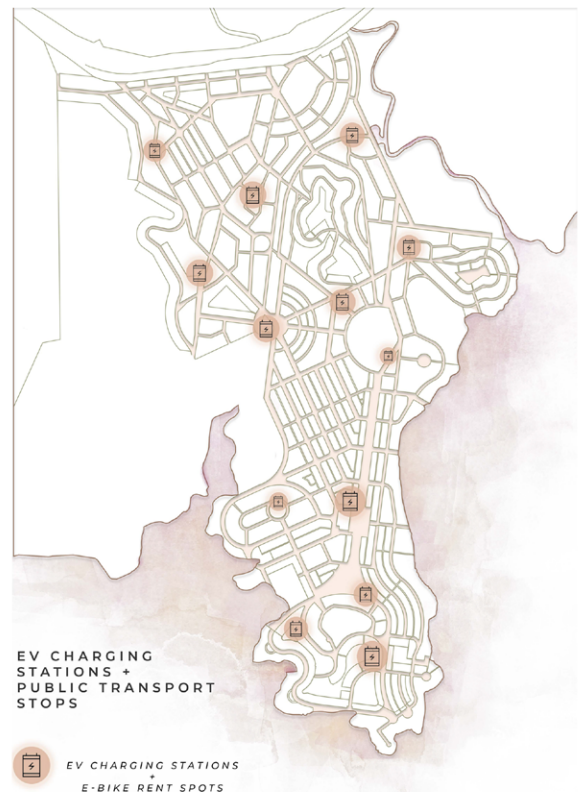 EV CHARGING
STATIONS +
PUBLIC TRANSPORT
STOPS
EV CHARGING STATIONS
+
E-BIKE RENT SPOTS